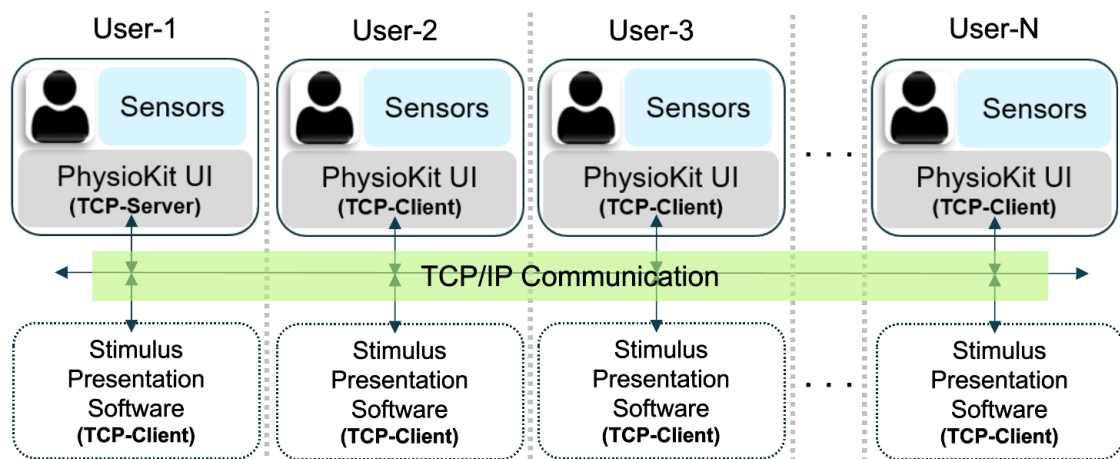 User-1
User-2
User-3
User-N
Sensors
Sensors
Sensors
Sensors
PhysioKit UI
(TCP-Server)
PhysioKit UI
(TCP-Client)
PhysioKit UI
(TCP-Client)
. . .
PhysioKit UI
(TCP-Client)
TCP/IP Communication
Stimulus
Presentation
Software
(TCP-Client)
Stimulus
Presentation
Software
(TCP-Client)
Stimulus
Presentation
Software
(TCP-Client)
. . .
Stimulus
Presentation
Software
(TCP-Client)